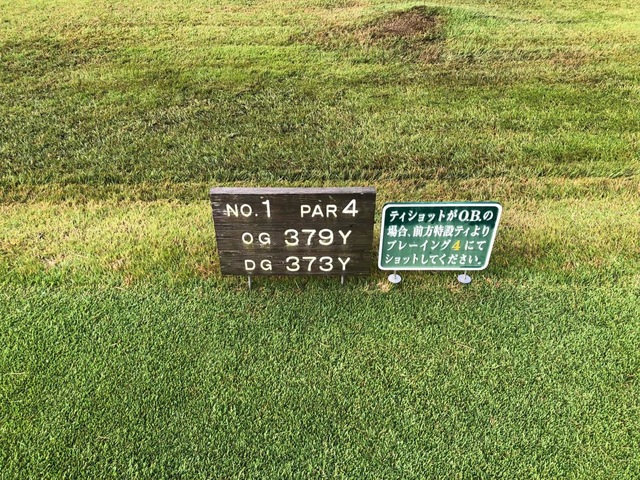 NO.1 PAR4
OG 379Y
DG 373Y
ティショットがO.B.の
場合、前方特設ティより
プレーイング4にて
ショットしてください。